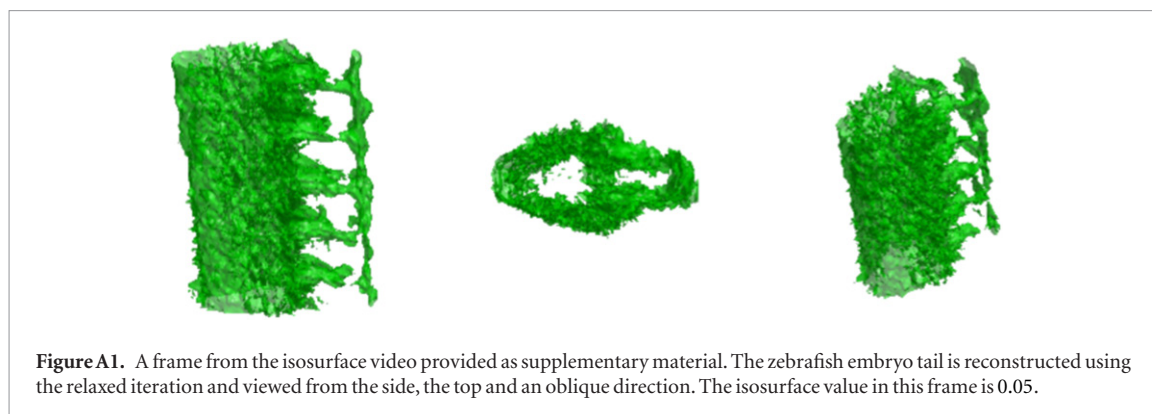 Figure A1. A frame from the isosurface video provided as supplementary material. The zebrafish embryo tail is reconstructed using
the relaxed iteration and viewed from the side, the top and an oblique direction. The isosurface value in this frame is 0.05.